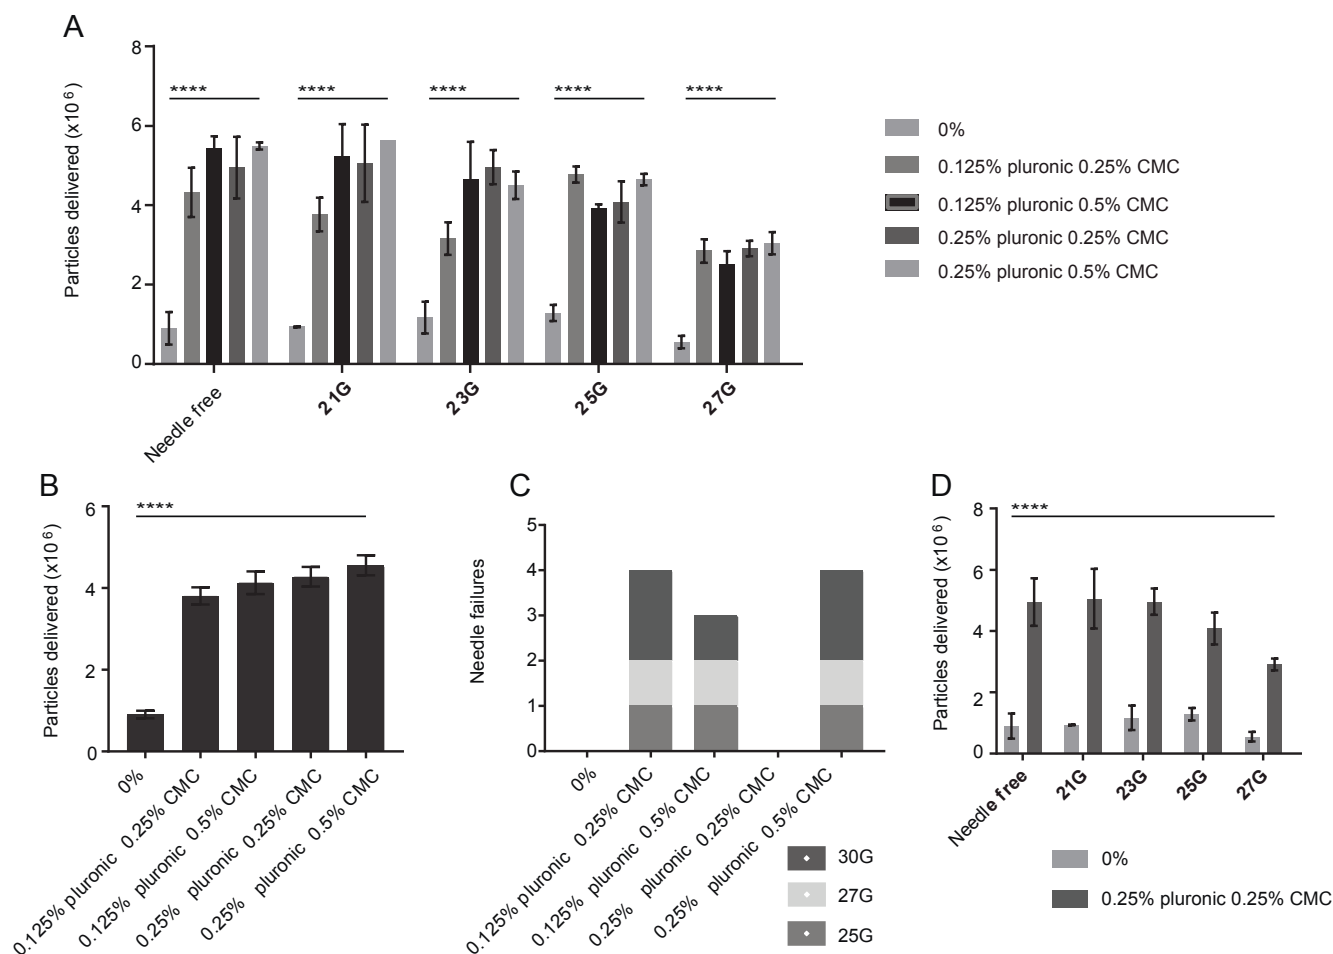 A
8
6
4
2
0
Particles delivered (x10⁶)
****
****
****
****
****
Needle free
21G
23G
25G
27G
0%
0.125% pluronic 0.25% CMC
0.125% pluronic 0.5% CMC
0.25% pluronic 0.25% CMC
0.25% pluronic 0.5% CMC
B
6
4
2
0
Particles delivered (x10⁶)
****
0%
0.125% pluronic 0.25% CMC
0.125% pluronic 0.5% CMC
0.25% pluronic 0.25% CMC
0.25% pluronic 0.5% CMC
C
5
4
3
2
1
0
Needle failures
0%
0.125% pluronic 0.25% CMC
0.125% pluronic 0.5% CMC
0.25% pluronic 0.25% CMC
0.25% pluronic 0.5% CMC
30G
27G
25G
D
8
6
4
2
0
Particles delivered (x10⁶)
****
Needle free
21G
23G
25G
27G
0%
0.25% pluronic 0.25% CMC